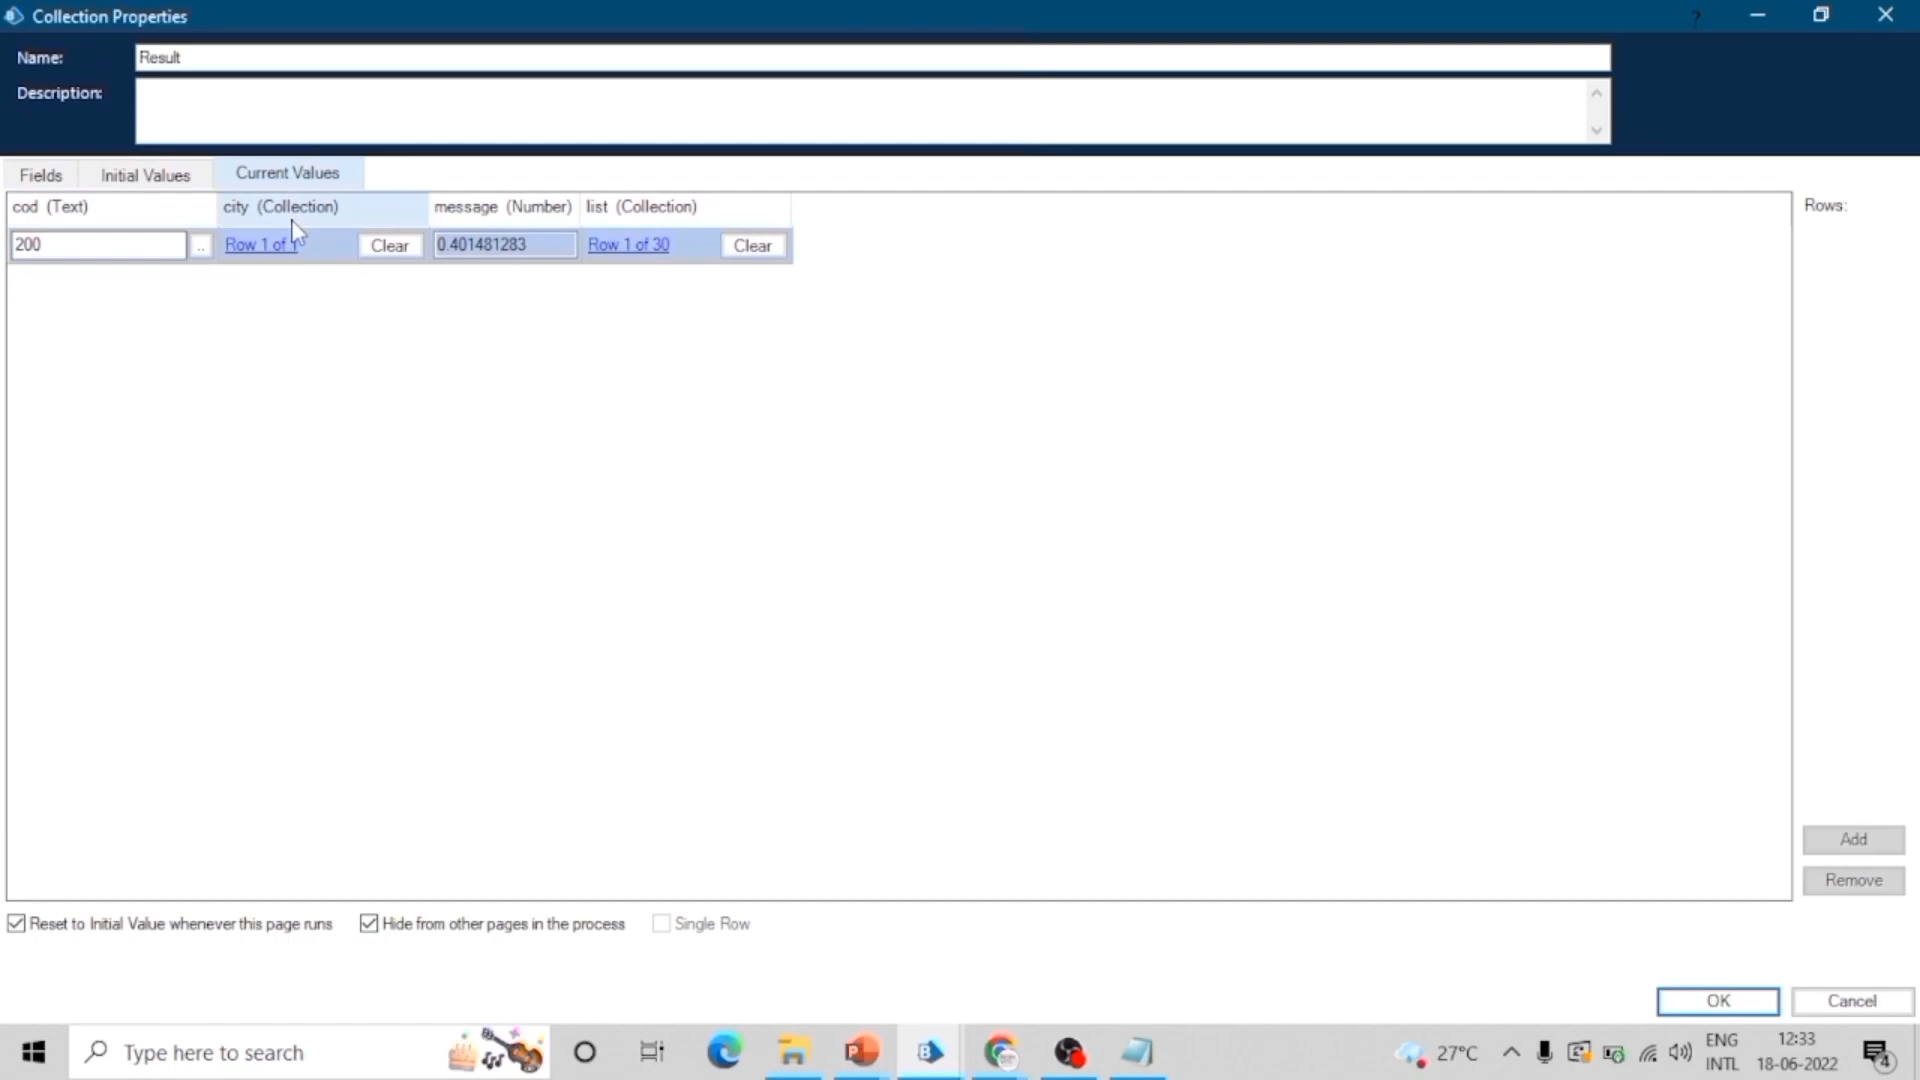 Collection Properties
?
Name: Result
Description:
Fields Initial Values Current Values
cod (Text) city (Collection) message (Number) list (Collection) Rows:
200 .. Row 1 of 1 Clear 0.401481283 Row 1 of 30 Clear
Add
Remove
Reset to Initial Value whenever this page runs Hide from other pages in the process Single Row
OK Cancel
Type here to search 27°C ENG 12:33
INTL 18-06-2022 4